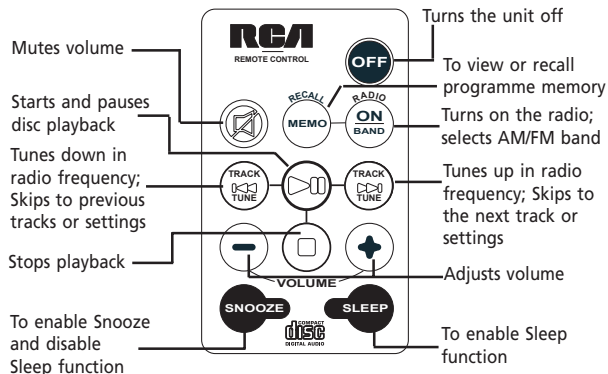 Turns the unit off
Mutes volume
RCA
REMOTE CONTROL
OFF
To view or recall
programme memory
Starts and pauses
disc playback
RECALL
MEMO
RADIO
ON
BAND
Turns on the radio;
selects AM/FM band
Tunes down in
radio frequency;
Skips to previous
tracks or settings
TRACK
TUNE
TRACK
TUNE
Tunes up in radio
frequency; Skips to
the next track or
settings
Stops playback
VOLUME
Adjusts volume
SNOOZE
SLEEP
COMPACT
disc
DIGITAL AUDIO
To enable Snooze
and disable
Sleep function
To enable Sleep
function